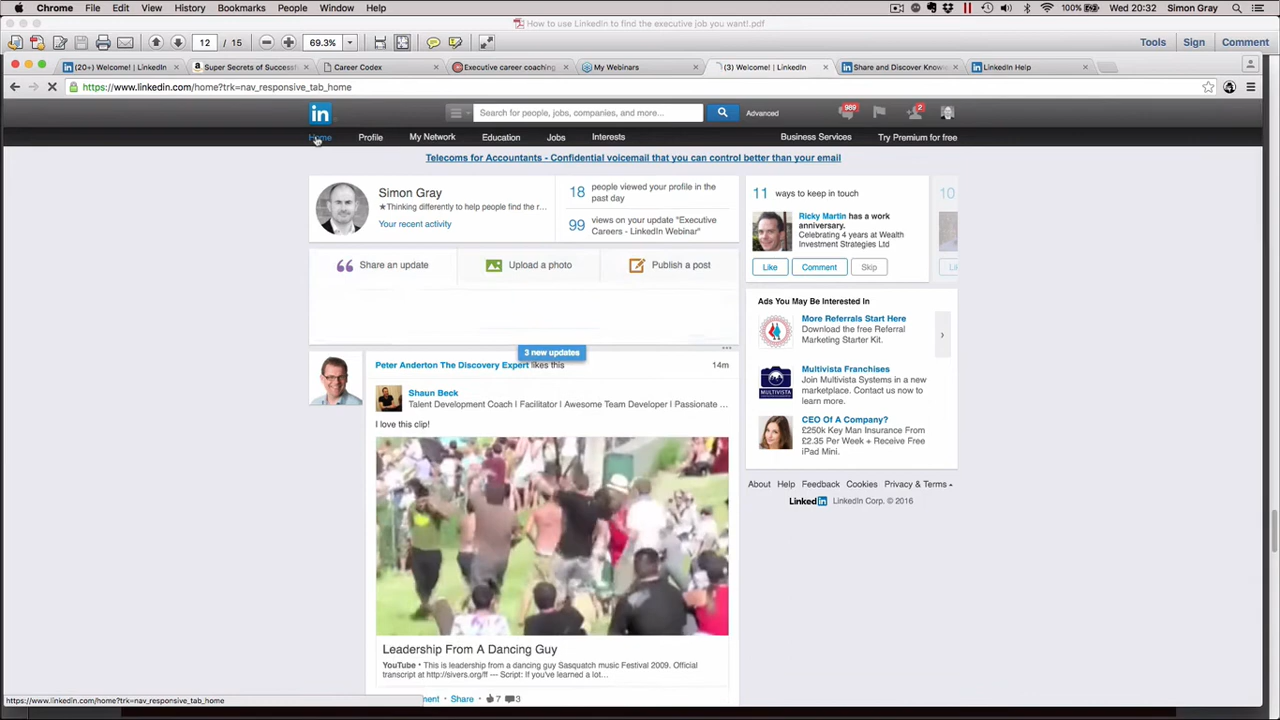 Chrome File Edit View History Bookmarks People Window Help 100% Wed 20:32 Simon Gray
How to use LinkedIn to find the executive job you want!.pdf
12 / 15 69.3% Tools Sign Comment
(20+) Welcome! | LinkedIn Super Secrets of Successf Career Codex Executive career coaching My Webinars (3) Welcome! | LinkedIn Share and Discover Know LinkedIn Help
https://www.linkedin.com/home?trk=nav_responsive_tab_home
in Search for people, jobs, companies, and more... Advanced 989 2
Home Profile My Network Education Jobs Interests Business Services Try Premium for free
Telecoms for Accountants - Confidential voicemail that you can control better than your email
Simon Gray
★Thinking differently to help people find the r...
Your recent activity
18 people viewed your profile in the
past day
99 views on your update "Executive
Careers - LinkedIn Webinar"
11 ways to keep in touch
10
Ricky Martin has a work
anniversary.
Celebrating 4 years at Wealth
Investment Strategies Ltd
Like Comment Skip
Share an update Upload a photo Publish a post
3 new updates
Peter Anderton The Discovery Expert likes this 14m
Shaun Beck
Talent Development Coach | Facilitator | Awesome Team Developer | Passionate ...
I love this clip!
Leadership From A Dancing Guy
YouTube • This is leadership from a dancing guy Sasquatch music Festival 2009. Official
transcript at http://sivers.org/ff --- Script: If you've learned a lot...
Share 7 3
Ads You May Be Interested In
More Referrals Start Here
Download the free Referral
Marketing Starter Kit.
Multivista Franchises
Join Multivista Systems in a new
marketplace. Contact us now to
learn more.
CEO Of A Company?
£250k Key Man Insurance From
£2.35 Per Week + Receive Free
iPad Mini.
About Help Feedback Cookies Privacy & Terms
Linked in LinkedIn Corp. © 2016
https://www.linkedin.com/home?trk=nav_responsive_tab_home